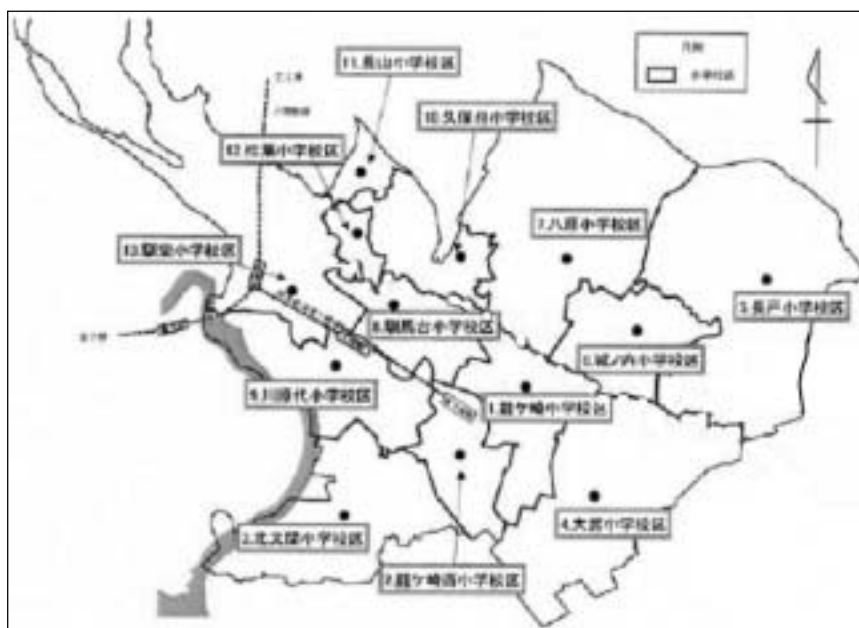 11.長山小学校区
凡例
小学校区
10.久保台小学校区
12.松葉小学校区
7.八原小学校区
13.馴柴小学校区
5.長戸小学校区
8.馴馬台小学校区
6.城ノ内小学校区
9.川原代小学校区
1.龍ケ崎小学校区
4.大宮小学校区
3.北文間小学校区
2.龍ケ崎西小学校区